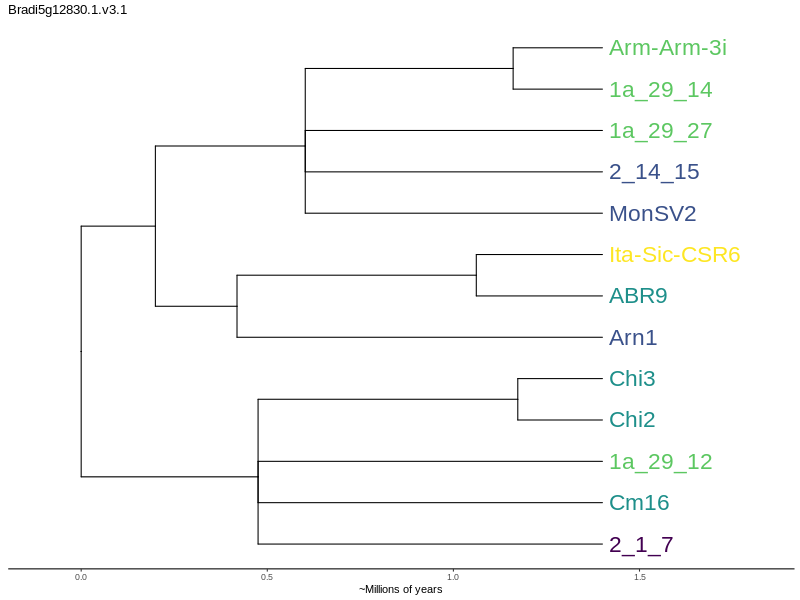 Bradi5g12830.1.v3.1
Arm-Arm-3i
1a_29_14
1a_29_27
2_14_15
MonSV2
Ita-Sic-CSR6
ABR9
Arn1
Chi3
Chi2
1a_29_12
Cm16
2_1_7
0.0 0.5 1.0 1.5
~Millions of years